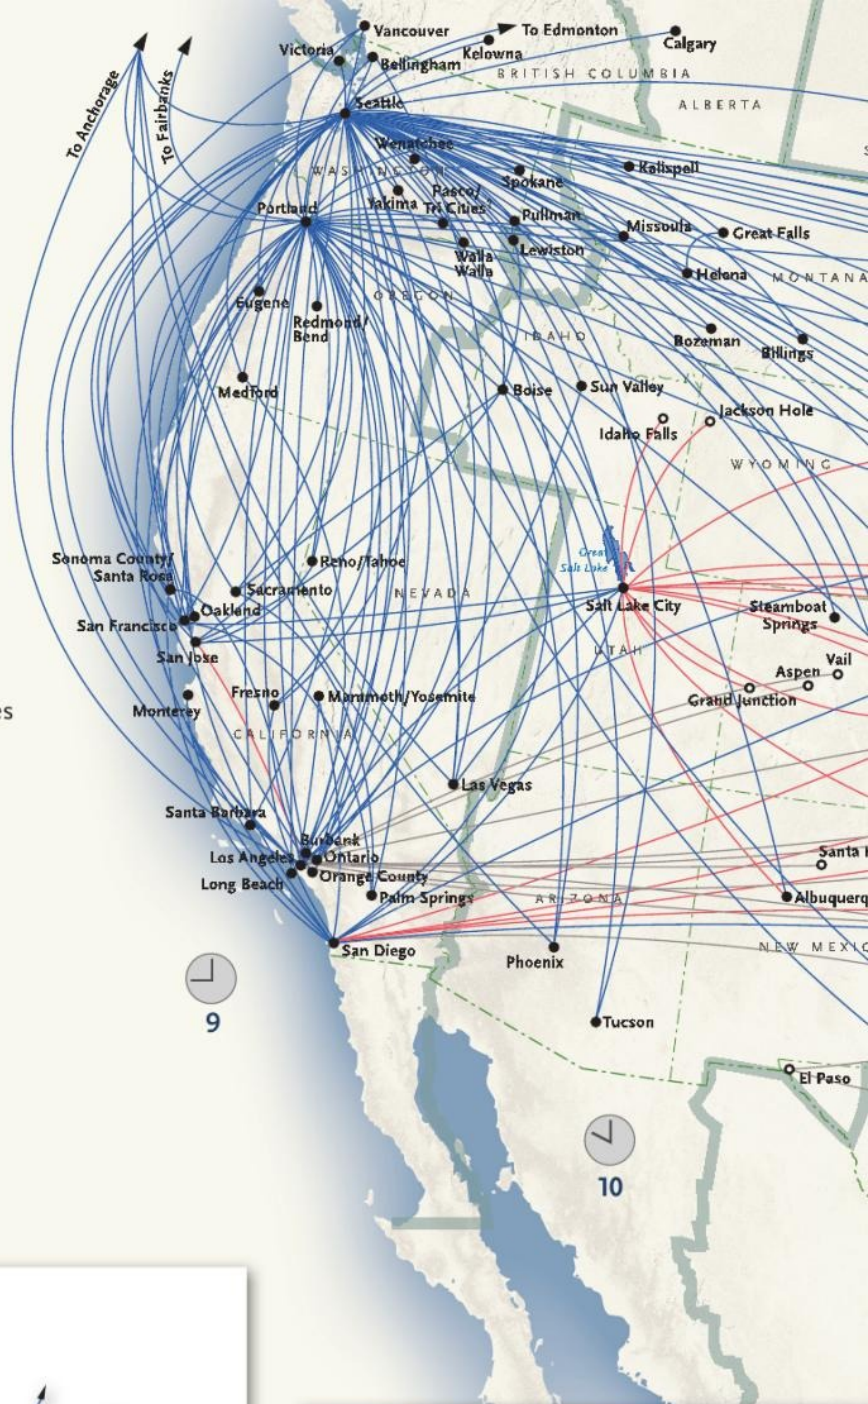 Vancouver
To Edmonton
Victoria
Kelowna
Calgary
Bellingham
BRITISH COLUMBIA
ALBERTA
To Anchorage
To Fairbanks
Seattle
Wenatchee
WASHINGTON
Spokane
Kalispell
Yakima
Pasco/
Tri Cities
Portland
Pullman
Lewiston
Missoula
Great Falls
Walla
Walla
Helena
MONTANA
Eugene
OREGON
Redmond/
Bend
IDAHO
Bozeman
Billings
Medford
Boise
Sun Valley
Jackson Hole
Idaho Falls
WYOMING
Great
Salt Lake
Sonoma County/
Santa Rosa
Reno/Tahoe
Sacramento
NEVADA
Oakland
San Francisco
Salt Lake City
Steamboat
Springs
San Jose
UTAH
Vail
Aspen
Grand Junction
Fresno
Mammoth/Yosemite
Monterey
CALIFORNIA
es
Las Vegas
Santa Barbara
Burbank
Los Angeles
Ontario
Orange County
Long Beach
Palm Springs
ARIZONA
Santa
Albuquerq
San Diego
Phoenix
NEW MEXIC
9
Tucson
El Paso
10